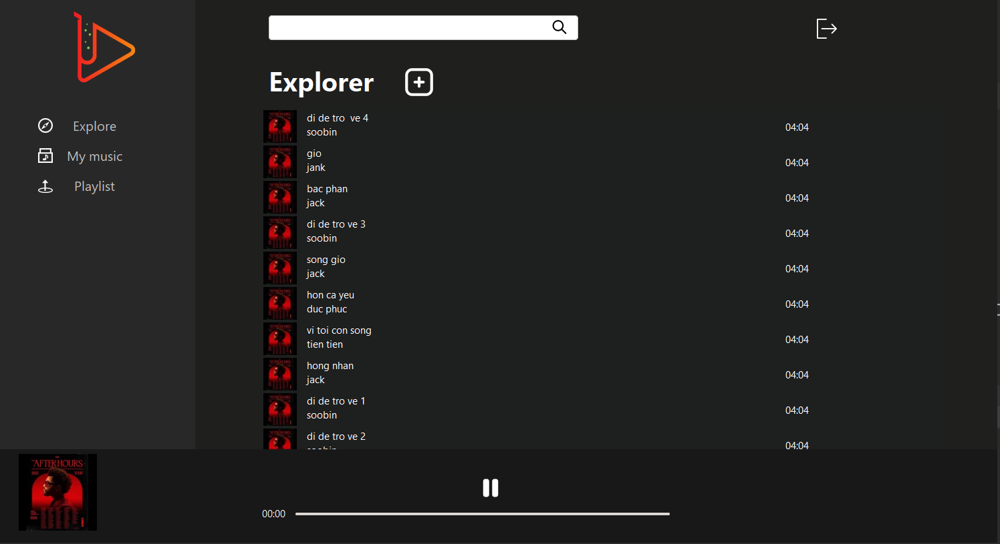 Explore
My music
Playlist
Explorer
di de tro  ve 4
soobin
04:04
gio
jank
04:04
bac phan
jack
04:04
di de tro ve 3
soobin
04:04
song gio
jack
04:04
hon ca yeu
duc phuc
04:04
vi toi con song
tien tien
04:04
hong nhan
jack
04:04
di de tro ve 1
soobin
04:04
di de tro ve 2
04:04
AFTER HOURS
2022 TOUR
00:00